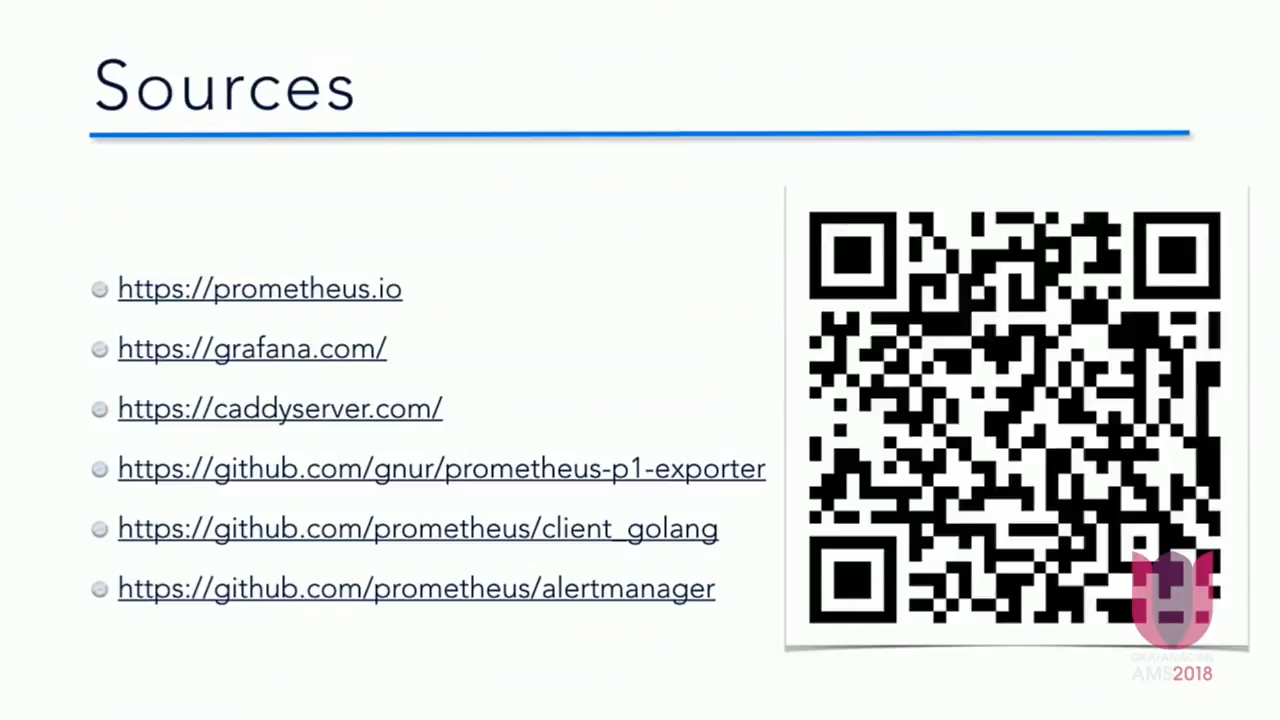 Sources
https://prometheus.io
https://grafana.com/
https://caddyserver.com/
https://github.com/gnur/prometheus-p1-exporter
https://github.com/prometheus/client_golang
https://github.com/prometheus/alertmanager
GRAFANACON
AMS2018